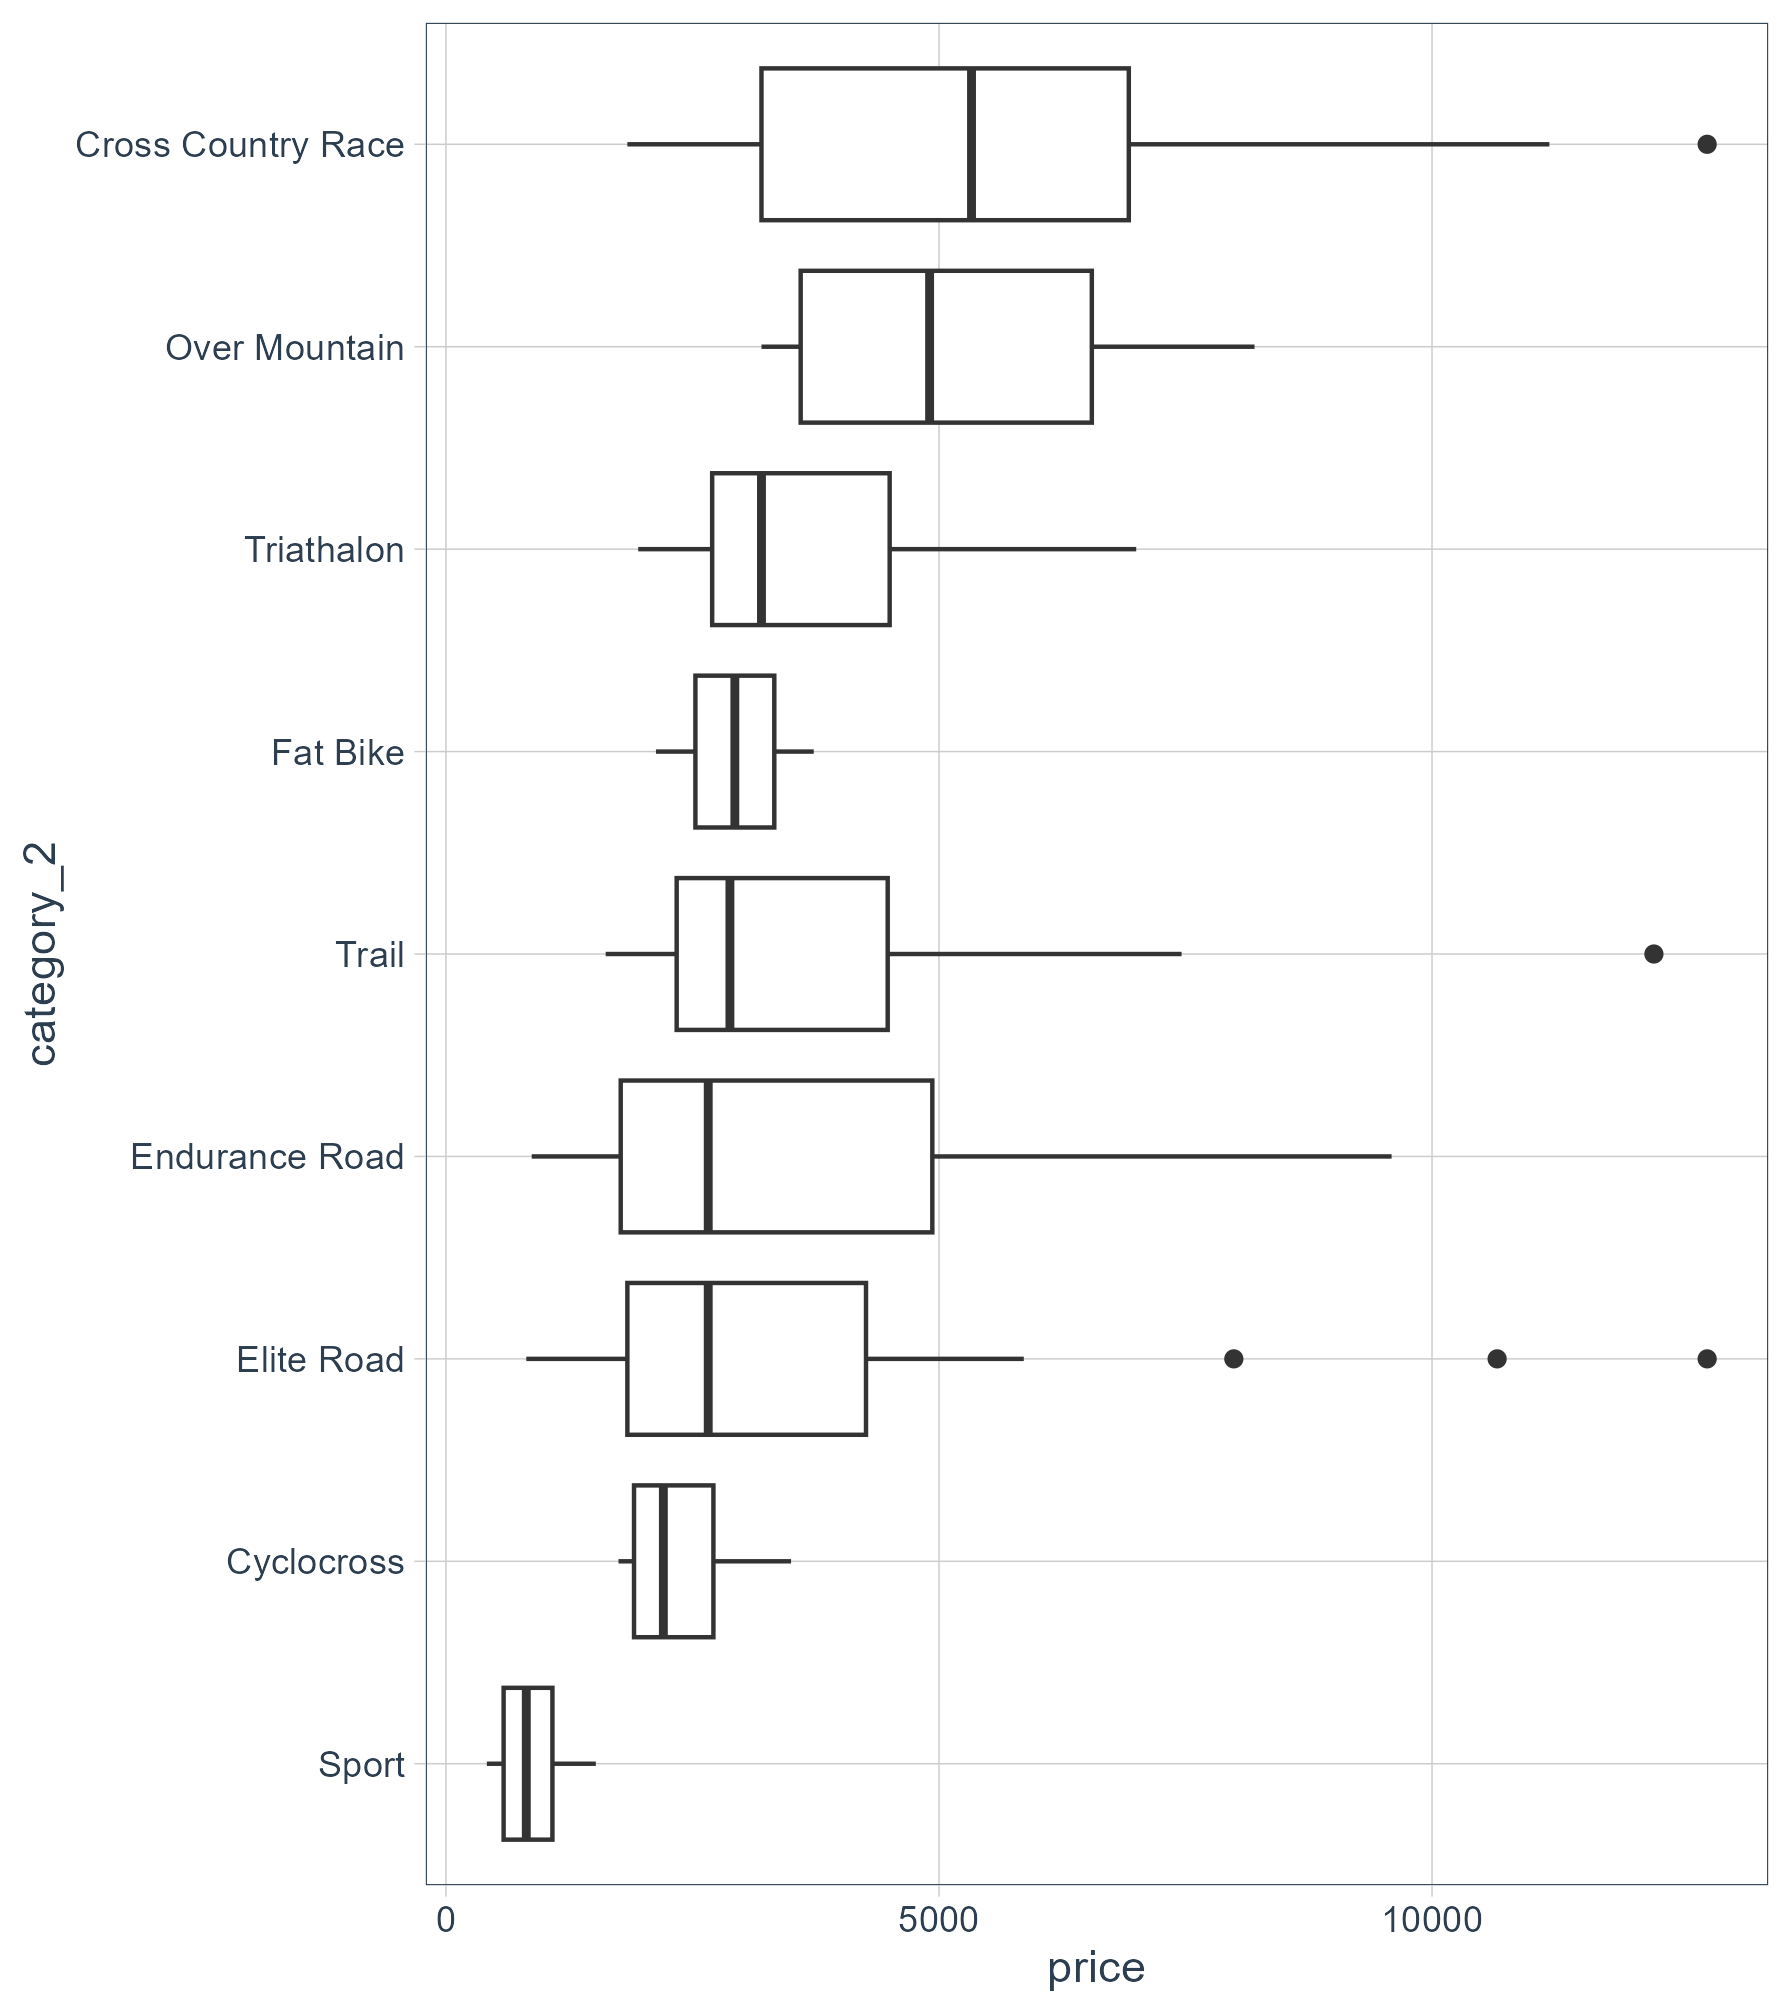 Cross Country Race
Over Mountain
Triathalon
Fat Bike
Trail
Endurance Road
Elite Road
Cyclocross
Sport
category_2
0 5000 10000
price